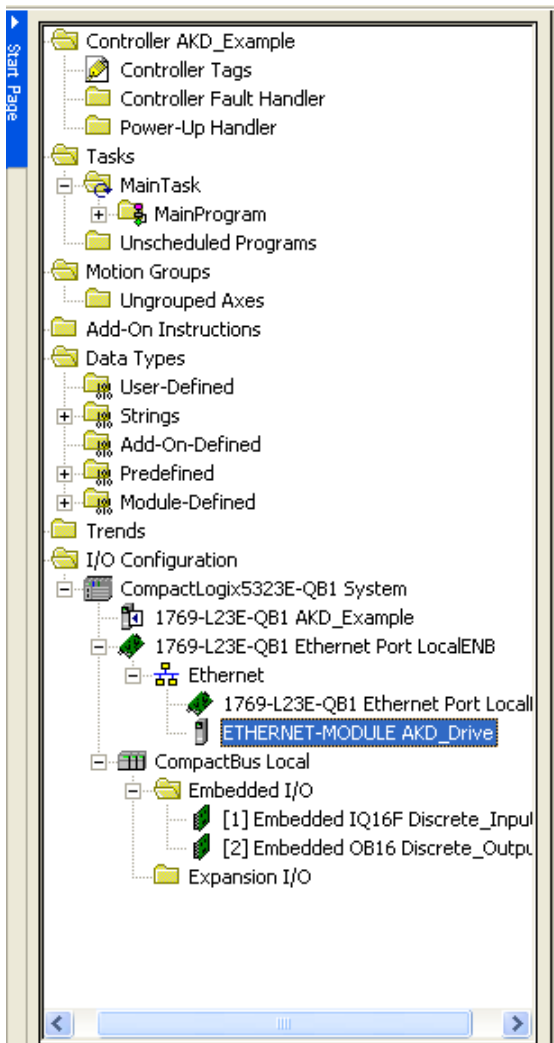 Start Page
Controller AKD_Example
Controller Tags
Controller Fault Handler
Power-Up Handler
Tasks
MainTask
MainProgram
Unscheduled Programs
Motion Groups
Ungrouped Axes
Add-On Instructions
Data Types
User-Defined
Strings
Add-On-Defined
Predefined
Module-Defined
Trends
I/O Configuration
CompactLogix5323E-QB1 System
1769-L23E-QB1 AKD_Example
1769-L23E-QB1 Ethernet Port LocalENB
Ethernet
1769-L23E-QB1 Ethernet Port Locall
ETHERNET-MODULE AKD_Drive
CompactBus Local
Embedded I/O
[1] Embedded IQ16F Discrete_Input
[2] Embedded OB16 Discrete_Outpu
Expansion I/O